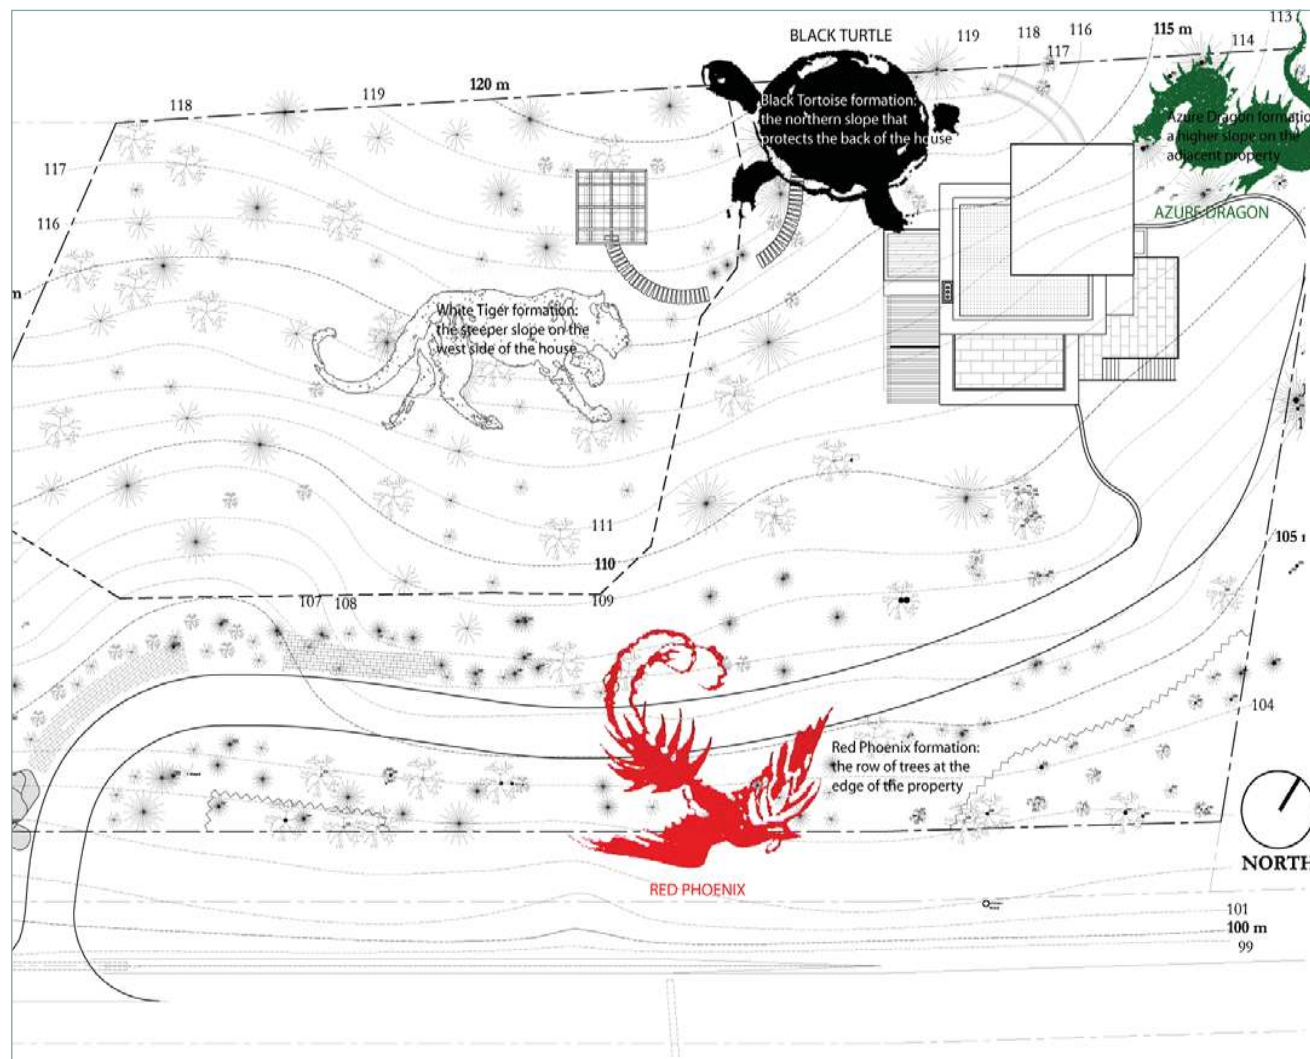 BLACK TURTLE
119
118
117
116
115 m
114
113
120 m
119
118
117
116
m
Black Tortoise formation:
the northern slope that
protects the back of the house
Azure Dragon formatio
a higher slope on the
adjacent property
AZURE DRAGON
White Tiger formation:
the steeper slope on the
west side of the house
111
110
109
107
108
105
104
Red Phoenix formation:
the row of trees at the
edge of the property
RED PHOENIX
NORTH
101
100 m
99